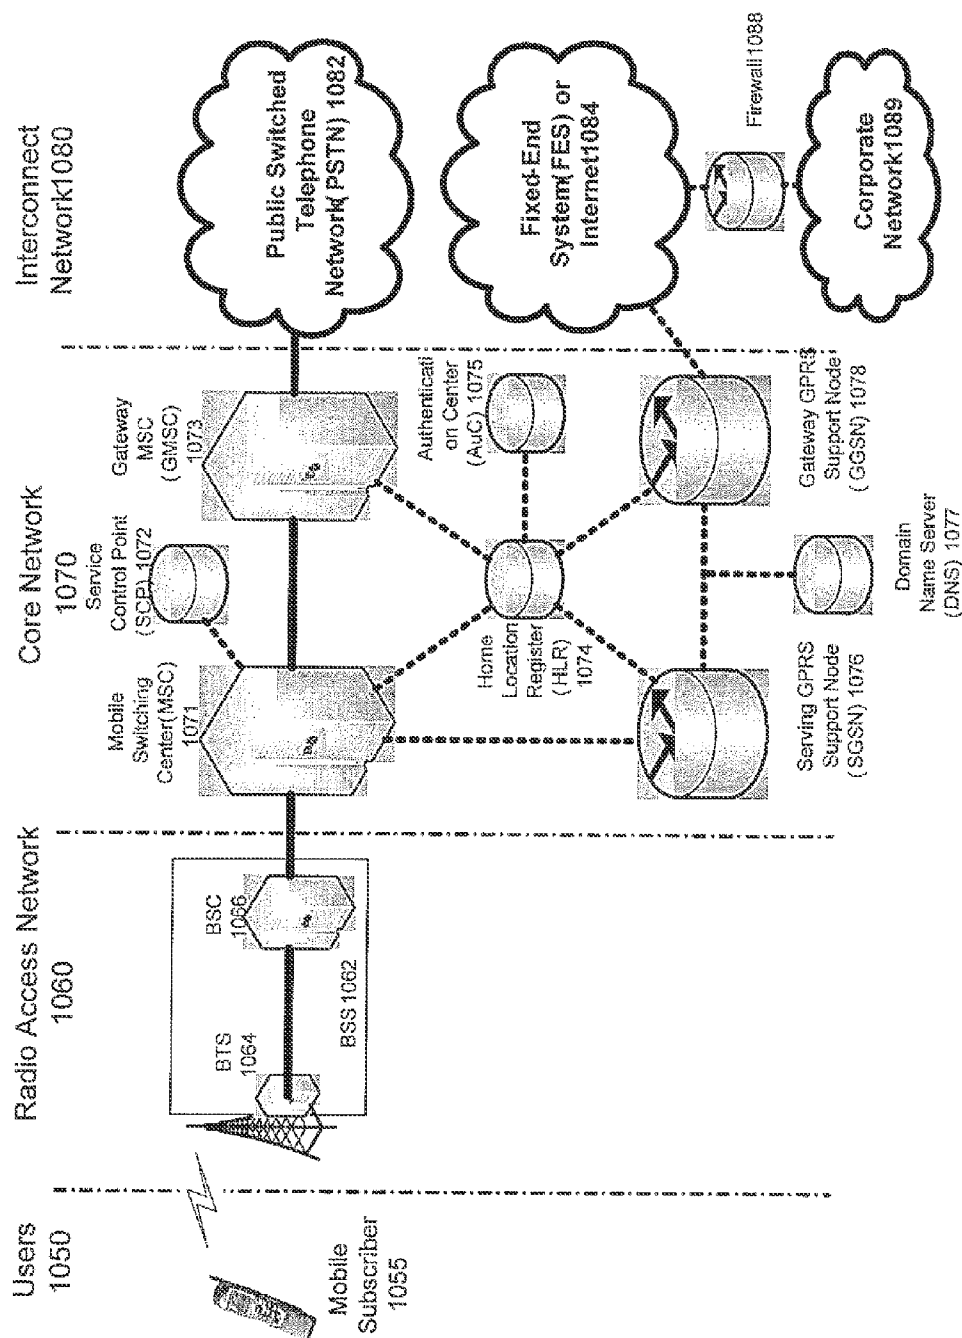 Users
1050
Radio Access Network
1060
Core Network
1070
Interconnect
Network1080
Mobile
Subscriber
1055
BTS
1064
BSC
1066
BSS 1062
Mobile
Switching
Center(MSC)
1071
Service
Control Point
(SCP) 1072
Gateway
MSC
(GMSC)
1073
Home
Location
Register
(HLR)
1074
Authenticati
on Center
(AuC) 1075
Serving GPRS
Support Node
(SGSN) 1076
Domain
Name Server
(DNS) 1077
Gateway GPRS
Support Node
(GGSN) 1078
Public Switched
Telephone
Network(PSTN) 1082
Fixed-End
System(FES) or
Internet1084
Firewall1088
Corporate
Network1089